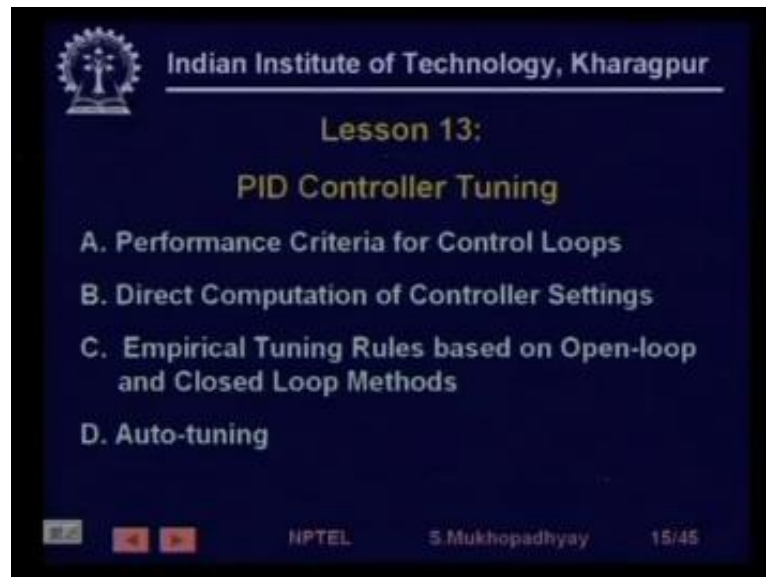 Indian Institute of Technology, Kharagpur
Lesson 13:
PID Controller Tuning
A. Performance Criteria for Control Loops
B. Direct Computation of Controller Settings
C. Empirical Tuning Rules based on Open-loop
and Closed Loop Methods
D. Auto-tuning
NPTEL S.Mukhopadhyay 15/45